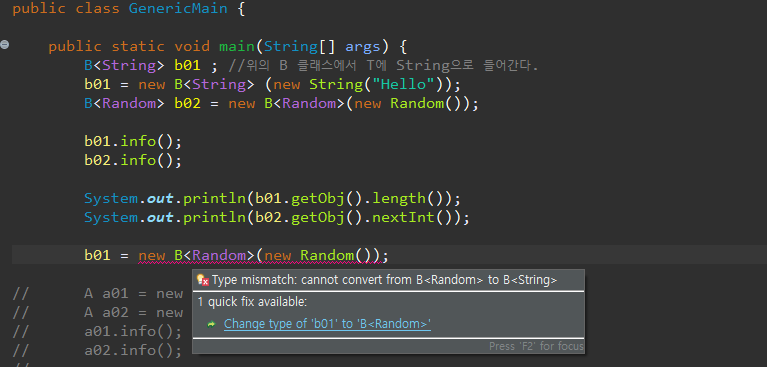 public class GenericMain {
public static void main(String[] args) {
B<String> b01 ; //위의 B 클래스에서 T에 String으로 들어간다.
b01 = new B<String> (new String("Hello"));
B<Random> b02 = new B<Random>(new Random());
b01.info();
b02.info();
System.out.println(b01.getObj().length());
System.out.println(b02.getObj().nextInt());
b01 = new B<Random>(new Random());
Type mismatch: cannot convert from B<Random> to B<String>
1 quick fix available:
Change type of 'b01' to 'B<Random>'
Press 'F2' for focus
// A a01 = new
// A a02 = new
// a01.info();
// a02.info();
//